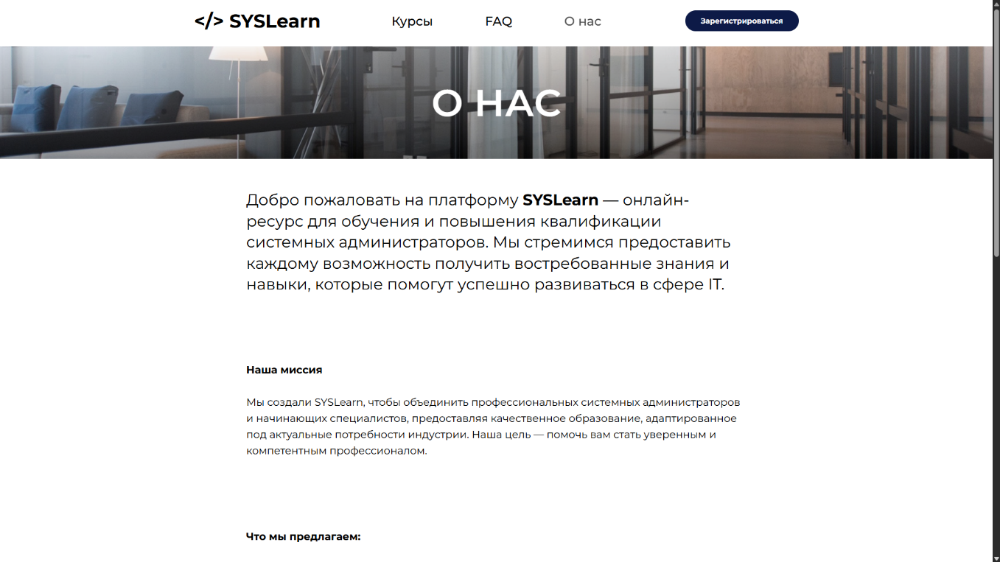 </> SYSLearn
Курсы
FAQ
О нас
Зарегистрироваться
О НАС
Добро пожаловать на платформу SYSLearn — онлайн-
ресурс для обучения и повышения квалификации
системных администраторов. Мы стремимся предоставить
каждому возможность получить востребованные знания и
навыки, которые помогут успешно развиваться в сфере IT.
Наша миссия
Мы создали SYSLearn, чтобы объединить профессиональных системных администраторов
и начинающих специалистов, предоставляя качественное образование, адаптированное
под актуальные потребности индустрии. Наша цель — помочь вам стать уверенным и
компетентным профессионалом.
Что мы предлагаем: